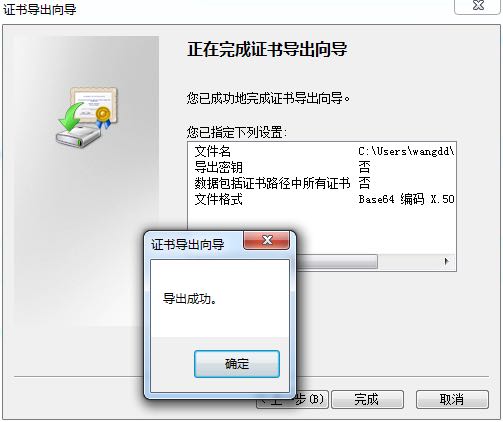 证书导出向导
正在完成证书导出向导
您已成功地完成证书导出向导。
您已指定下列设置:
文件名 C:\Users\wangdd\
导出密钥 否
数据包括证书路径中所有证书 否
文件格式 Base64 编码 X.50
证书导出向导
导出成功。
确定
步(B)
完成
取消